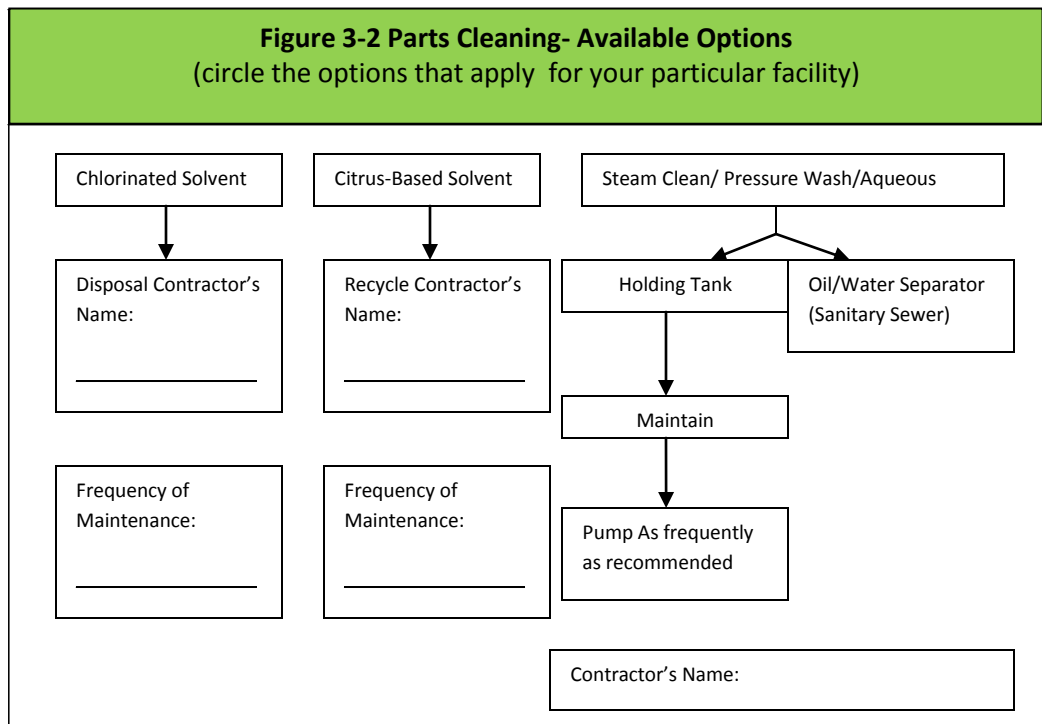 Figure 3-2 Parts Cleaning- Available Options
(circle the options that apply for your particular facility)
Chlorinated Solvent
Citrus-Based Solvent
Steam Clean/ Pressure Wash/Aqueous
Disposal Contractor’s
Name:
Recycle Contractor’s
Name:
Holding Tank
Oil/Water Separator
(Sanitary Sewer)
Maintain
Frequency of
Maintenance:
Frequency of
Maintenance:
Pump As frequently
as recommended
Contractor’s Name: